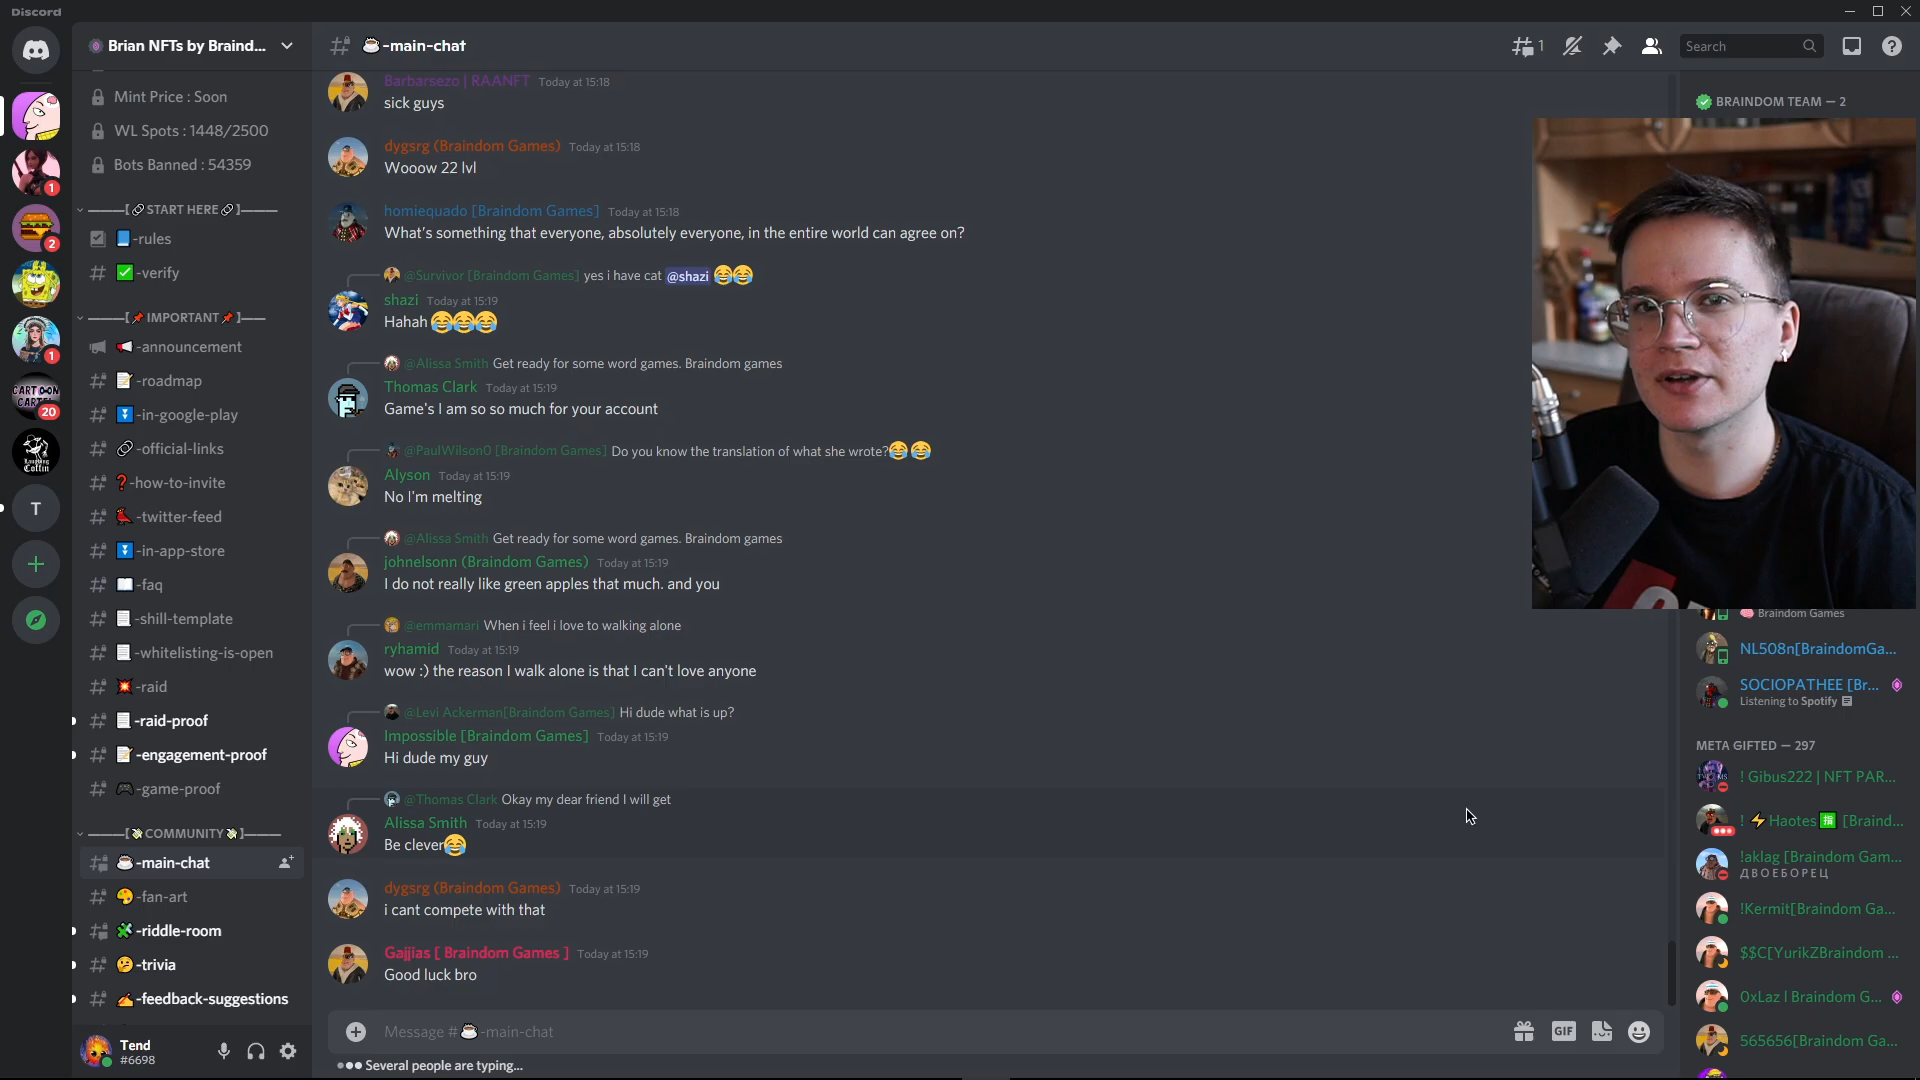 Discord
Brian NFTs by Braind...
Mint Price : Soon
WL Spots : 1448/2500
Bots Banned : 54359
———[🔗START HERE🔗]———
📘-rules
✅-verify
———[📌IMPORTANT📌]——
📢-announcement
📝-roadmap
⏬-in-google-play
🔗-official-links
❓-how-to-invite
🐦-twitter-feed
⏬-in-app-store
📖-faq
📃-shill-template
📃-whitelisting-is-open
💥-raid
📃-raid-proof
📝-engagement-proof
🎮-game-proof
———[💸COMMUNITY💸]———
☕-main-chat
🎨-fan-art
🧩-riddle-room
🤔-trivia
✍-feedback-suggestions
Tend
#6698
1
2
1
CARTOON
CARTEL
20
Laughing
Coffin
T
☕-main-chat
1
Search
Barbarsezo | RAANFT Today at 15:18
sick guys
dygsrg (Braindom Games) Today at 15:18
Wooow 22 lvl
homiequado [Braindom Games] Today at 15:18
What's something that everyone, absolutely everyone, in the entire world can agree on?
@Survivor [Braindom Games] yes i have cat @shazi 😂😂
shazi Today at 15:19
Hahah 😂😂😂
@Alissa Smith Get ready for some word games. Braindom games
Thomas Clark Today at 15:19
Game's I am so so much for your account
@PaulWilson0 [Braindom Games] Do you know the translation of what she wrote?😂 😂
Alyson Today at 15:19
No I'm melting
@Alissa Smith Get ready for some word games. Braindom games
johnelsonn (Braindom Games) Today at 15:19
I do not really like green apples that much. and you
@emmamari When i feel i love to walking alone
ryhamid Today at 15:19
wow :) the reason I walk alone is that I can't love anyone
@Levi Ackerman[Braindom Games] Hi dude what is up?
Impossible [Braindom Games] Today at 15:19
Hi dude my guy
@Thomas Clark Okay my dear friend I will get
Alissa Smith Today at 15:19
Be clever😂
dygsrg (Braindom Games) Today at 15:19
i cant compete with that
Gajjias [ Braindom Games ] Today at 15:19
Good luck bro
Message #☕-main-chat
GIF
Several people are typing...
BRAINDOM TEAM — 2
🧠 Braindom Games
NL508n[BraindomGa...
SOCIOPATHEE [Br...
Listening to Spotify
META GIFTED — 297
! Gibus222 | NFT PAR...
! ⚡Haotes 指 [Braind...
!aklag [Braindom Gam...
ДВОЕБОРЕЦ
!Kermit[Braindom Ga...
$$C[YurikZBraindom ...
0xLaz l Braindom G...
565656[Braindom Ga...